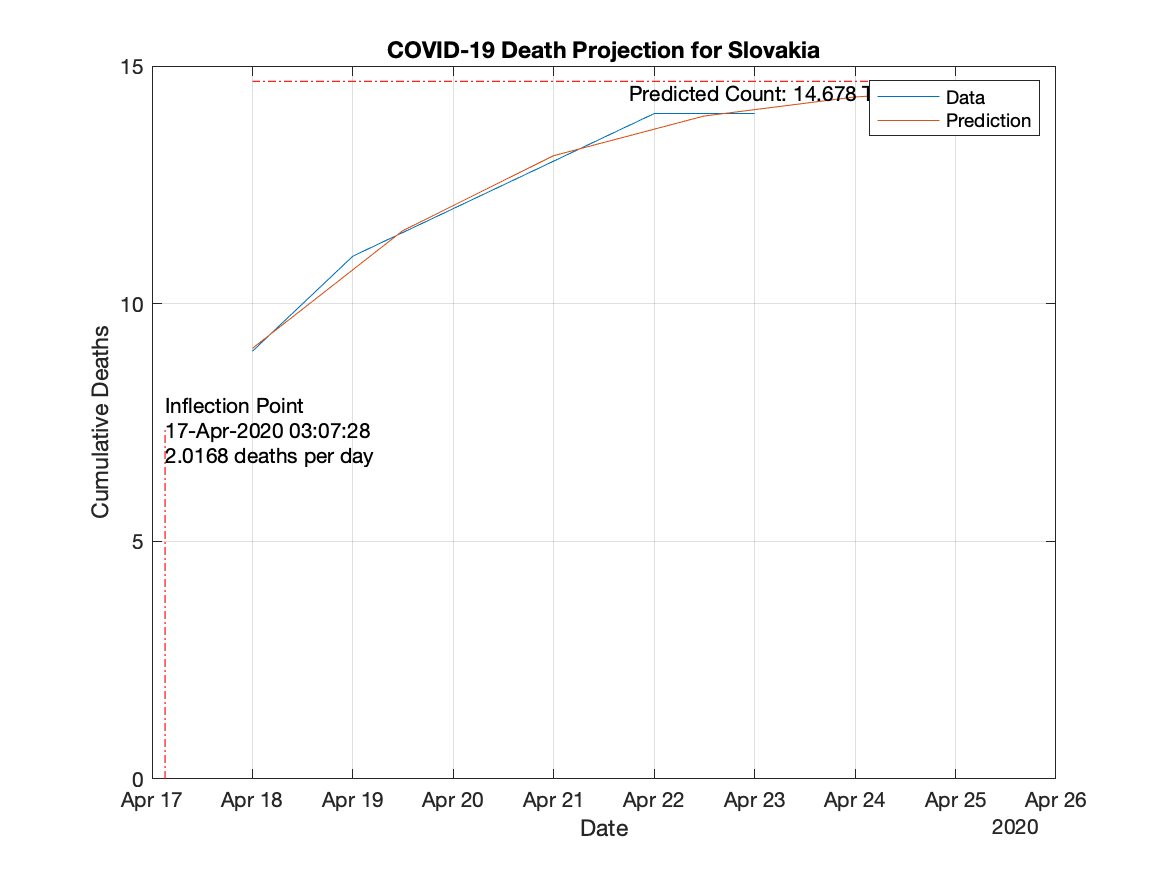 COVID-19 Death Projection for Slovakia
15
Predicted Count: 14.678 T
Data
Prediction
10
Cumulative Deaths
Inflection Point
17-Apr-2020 03:07:28
2.0168 deaths per day
5
0
Apr 17 Apr 18 Apr 19 Apr 20 Apr 21 Apr 22 Apr 23 Apr 24 Apr 25 Apr 26
Date
2020